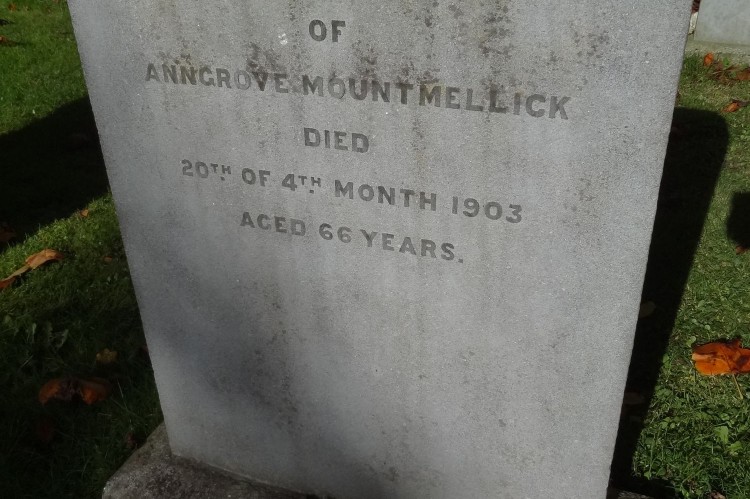 OF
ANNGROVE MOUNTMELLICK
DIED
20TH OF 4TH MONTH 1903
AGED 66 YEARS.